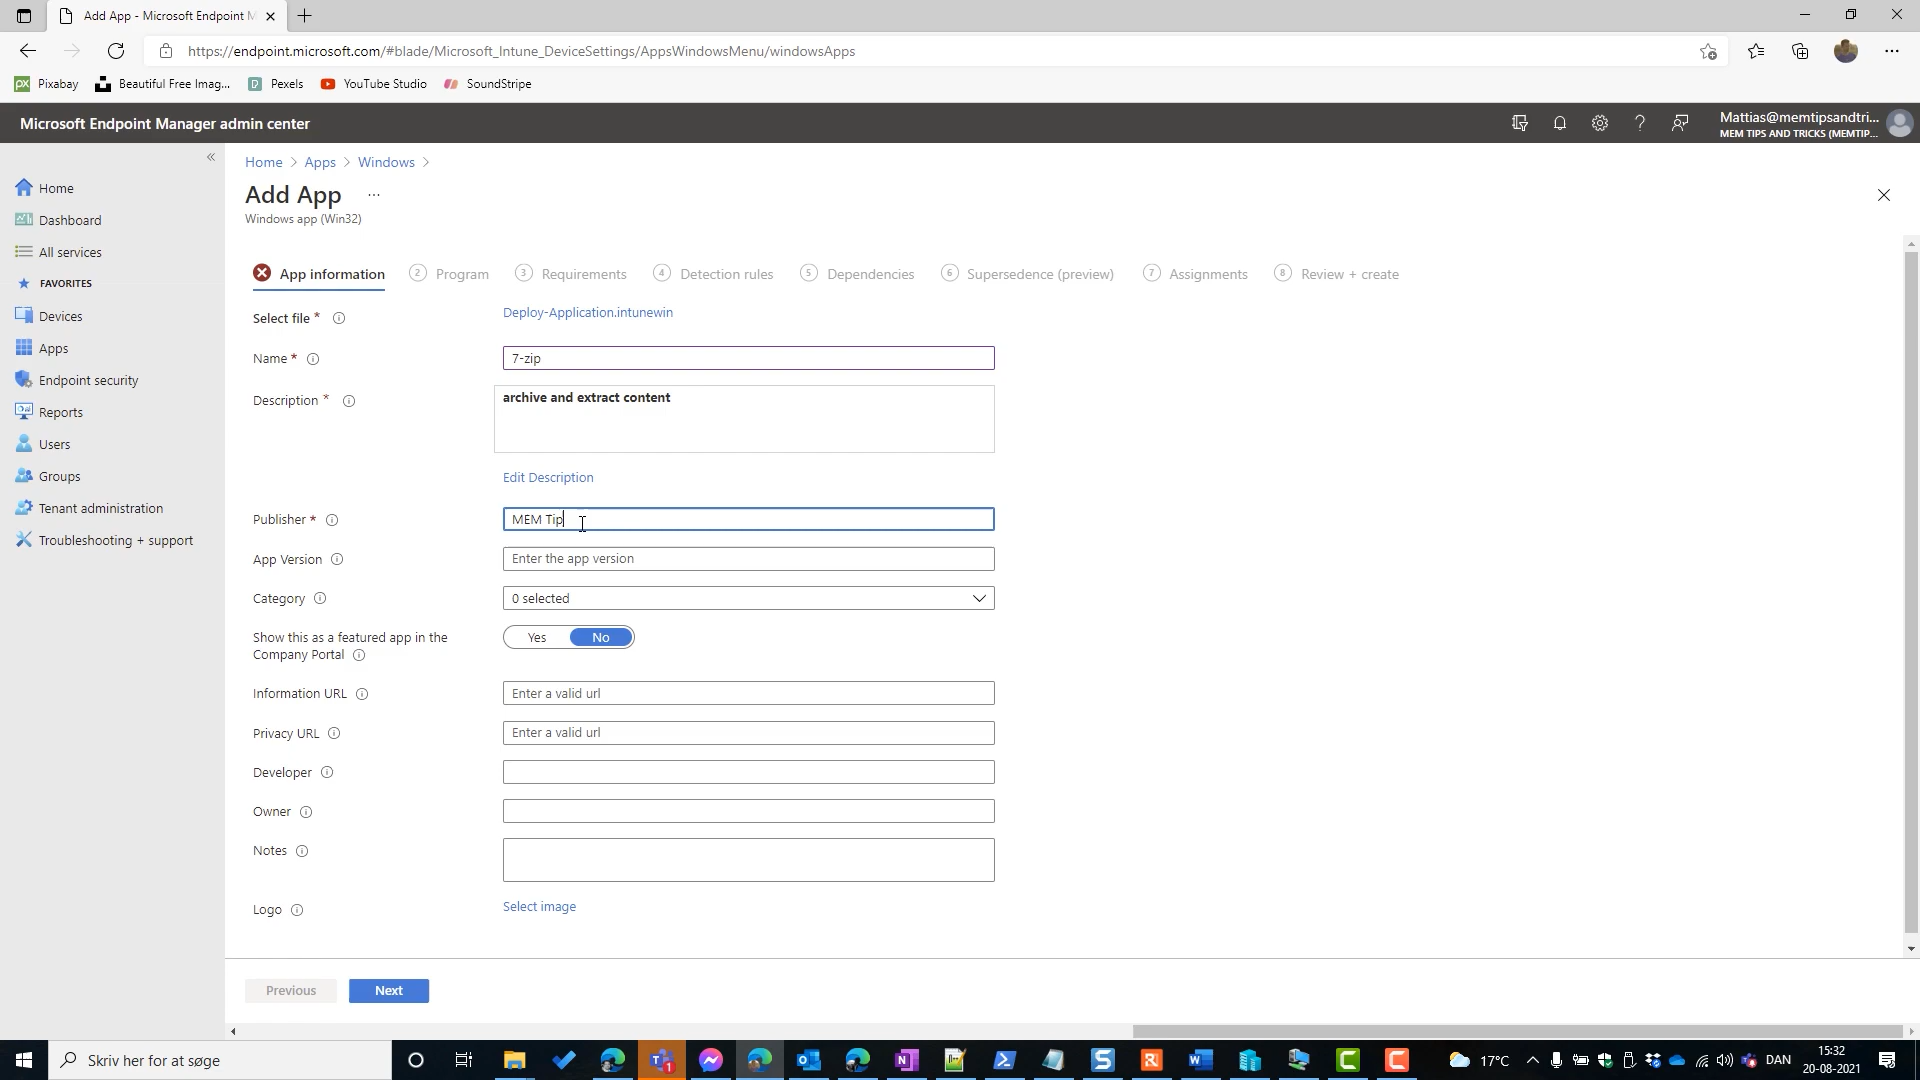 Add App - Microsoft Endpoint M
https://endpoint.microsoft.com/#blade/Microsoft_Intune_DeviceSettings/AppsWindowsMenu/windowsApps
px Pixabay Beautiful Free Imag... Pexels YouTube Studio SoundStripe
Microsoft Endpoint Manager admin center
Mattias@memtipsandtri...
MEM TIPS AND TRICKS (MEMTIP...
Home > Apps > Windows >
Add App ...
Windows app (Win32)
Home
Dashboard
All services
FAVORITES
Devices
Apps
Endpoint security
Reports
Users
Groups
Tenant administration
Troubleshooting + support
App information 2 Program 3 Requirements 4 Detection rules 5 Dependencies 6 Supersedence (preview) 7 Assignments 8 Review + create
Select file * Deploy-Application.intunewin
Name * 7-zip
Description * archive and extract content
Edit Description
Publisher * MEM Tip
App Version Enter the app version
Category 0 selected
Show this as a featured app in the Yes No
Company Portal
Information URL Enter a valid url
Privacy URL Enter a valid url
Developer
Owner
Notes
Logo Select image
Previous Next
Skriv her for at søge
17°C DAN 15:32
20-08-2021